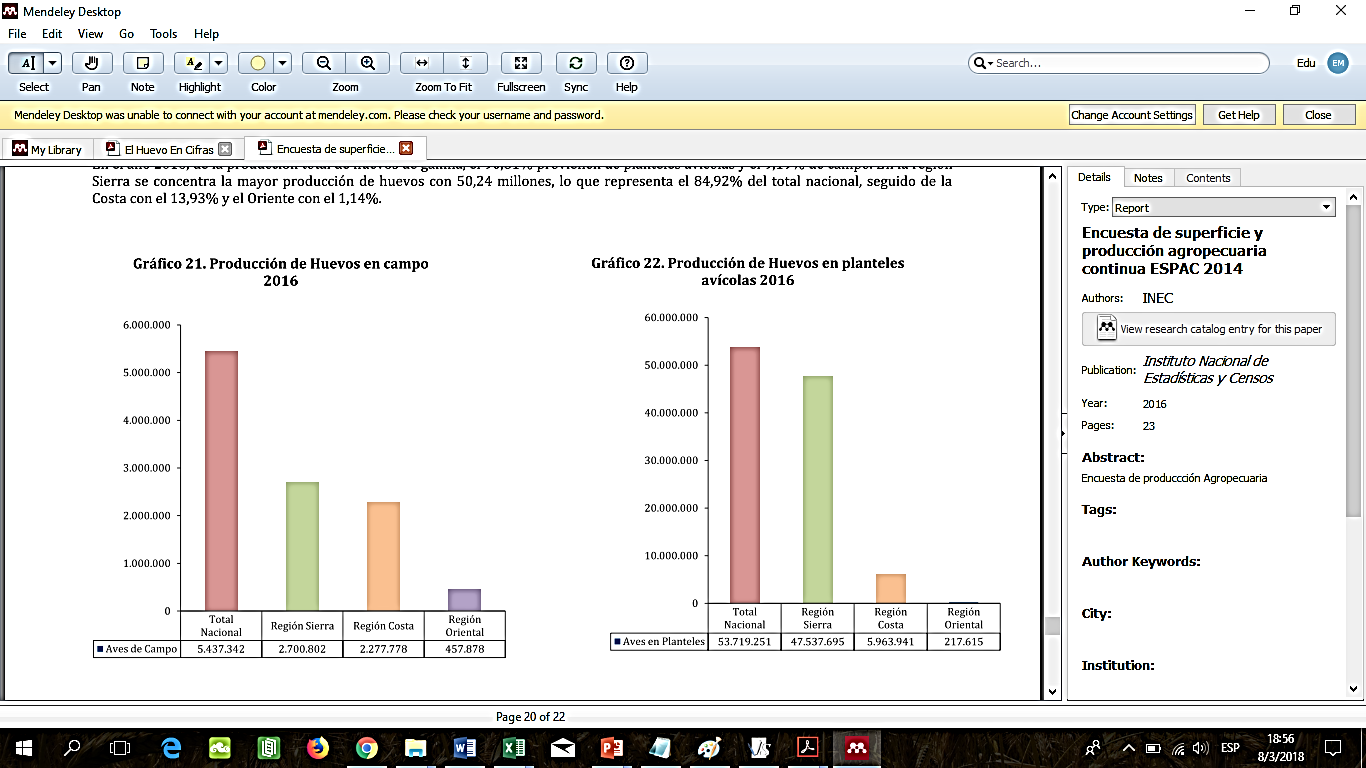 Mendeley Desktop
File Edit View Go Tools Help
Select Pan Note Highlight Color Zoom Zoom To Fit Fullscreen Sync Help
Search...
Edu EM
Mendeley Desktop was unable to connect with your account at mendeley.com. Please check your username and password.
Change Account Settings Get Help Close
My Library El Huevo En Cifras Encuesta de superficie...
Sierra se concentra la mayor producción de huevos con 50,24 millones, lo que representa el 84,92% del total nacional, seguido de la
Costa con el 13,93% y el Oriente con el 1,14%.
Gráfico 21. Producción de Huevos en campo
2016
6.000.000
5.000.000
4.000.000
3.000.000
2.000.000
1.000.000
0
Total Nacional Región Sierra Región Costa Región Oriental
Aves de Campo 5.437.342 2.700.802 2.277.778 457.878
Gráfico 22. Producción de Huevos en planteles
avícolas 2016
60.000.000
50.000.000
40.000.000
30.000.000
20.000.000
10.000.000
0
Total Nacional Región Sierra Región Costa Región Oriental
Aves en Planteles 53.719.251 47.537.695 5.963.941 217.615
Details Notes Contents
Type: Report
Encuesta de superficie y
producción agropecuaria
continua ESPAC 2014
Authors: INEC
View research catalog entry for this paper
Publication: Instituto Nacional de
Estadísticas y Censos
Year: 2016
Pages: 23
Abstract:
Encuesta de produccción Agropecuaria
Tags:
Author Keywords:
City:
Institution:
Page 20 of 22
ESP
18:56
8/3/2018